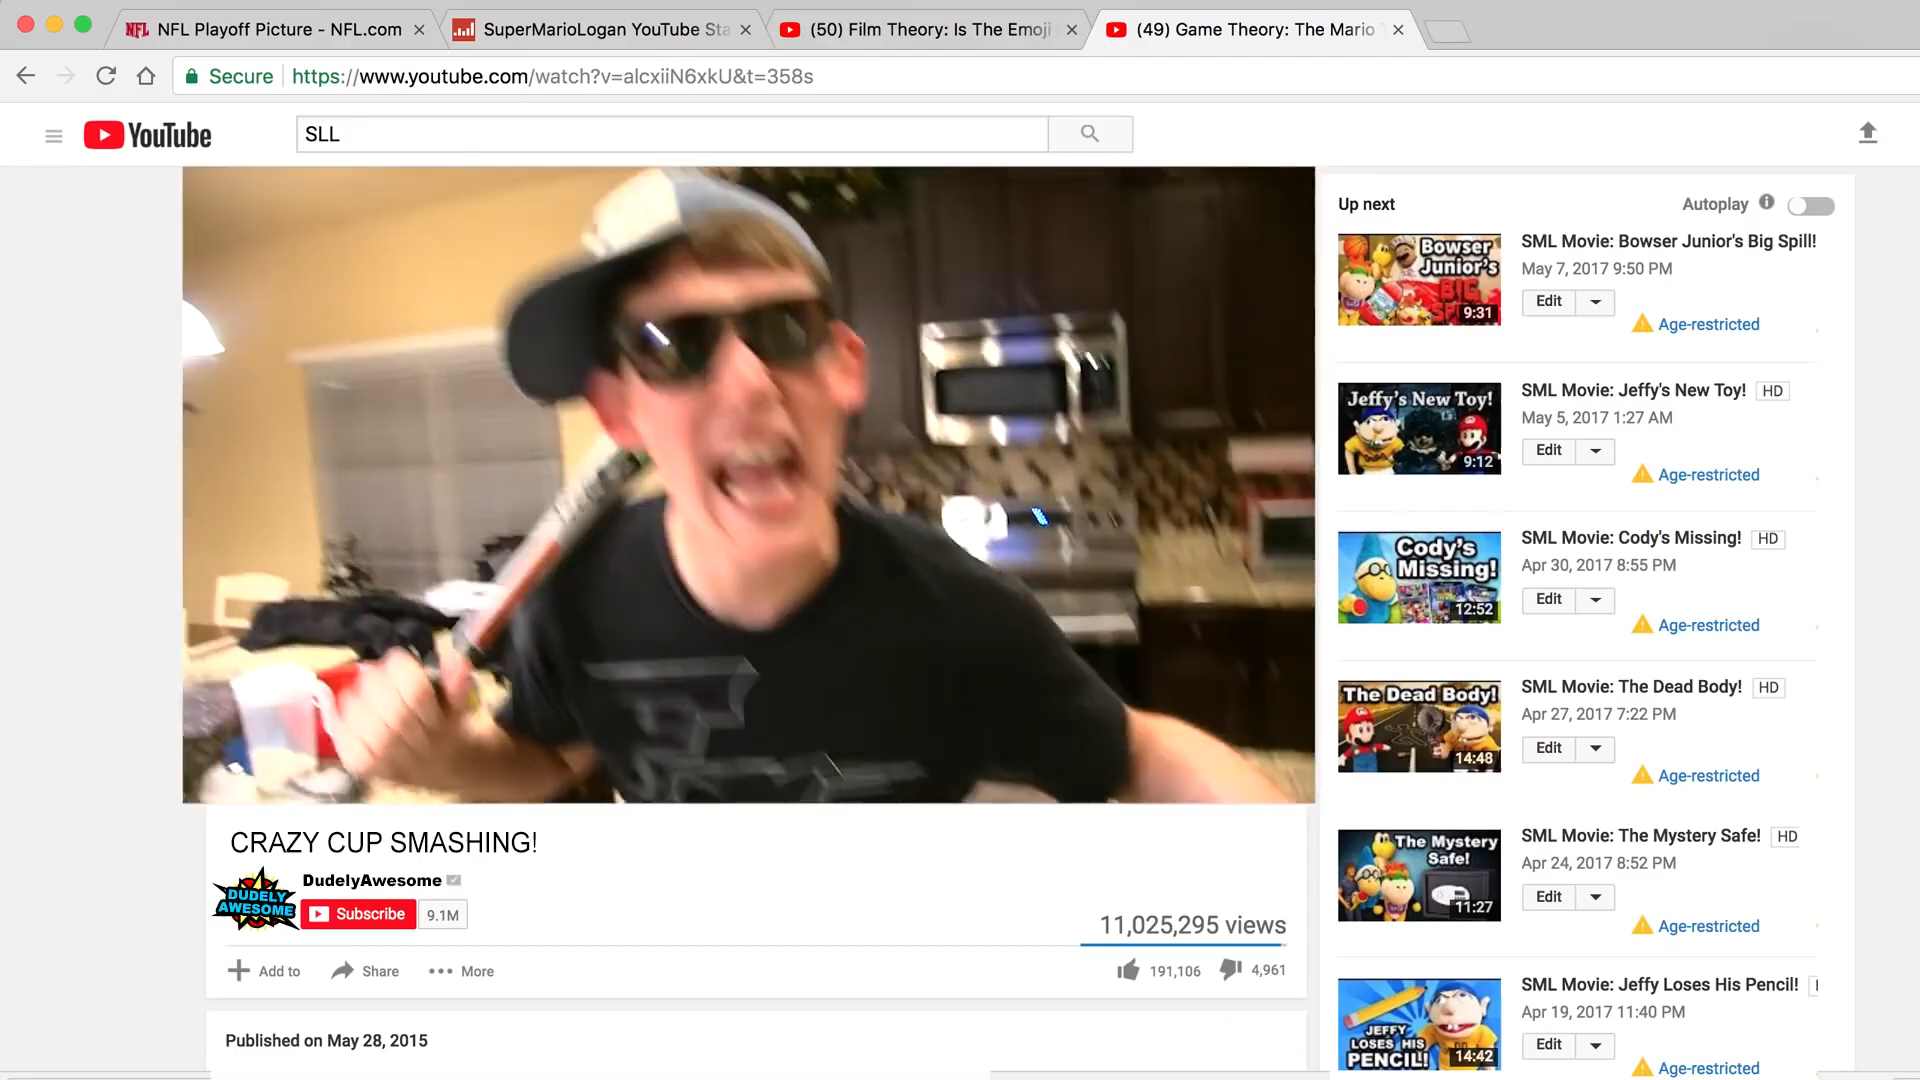 NFL Playoff Picture - NFL.com
SuperMarioLogan YouTube Sta
(50) Film Theory: Is The Emoji
(49) Game Theory: The Mario
Secure https://www.youtube.com/watch?v=alcxiiN6xkU&t=358s
YouTube
SLL
Up next
Autoplay
Bowser Junior's BIG
9:31
SML Movie: Bowser Junior's Big Spill!
May 7, 2017 9:50 PM
Edit
Age-restricted
Jeffy's New Toy!
9:12
SML Movie: Jeffy's New Toy! HD
May 5, 2017 1:27 AM
Edit
Age-restricted
Cody's Missing!
12:52
SML Movie: Cody's Missing! HD
Apr 30, 2017 8:55 PM
Edit
Age-restricted
The Dead Body!
14:48
SML Movie: The Dead Body! HD
Apr 27, 2017 7:22 PM
Edit
Age-restricted
The Mystery Safe!
11:27
SML Movie: The Mystery Safe! HD
Apr 24, 2017 8:52 PM
Edit
Age-restricted
JEFFY LOSES HIS PENCIL!
14:42
SML Movie: Jeffy Loses His Pencil!
Apr 19, 2017 11:40 PM
Edit
Age-restricted
CRAZY CUP SMASHING!
DUDELY AWESOME
DudelyAwesome
Subscribe 9.1M
11,025,295 views
Add to Share More
191,106 4,961
Published on May 28, 2015